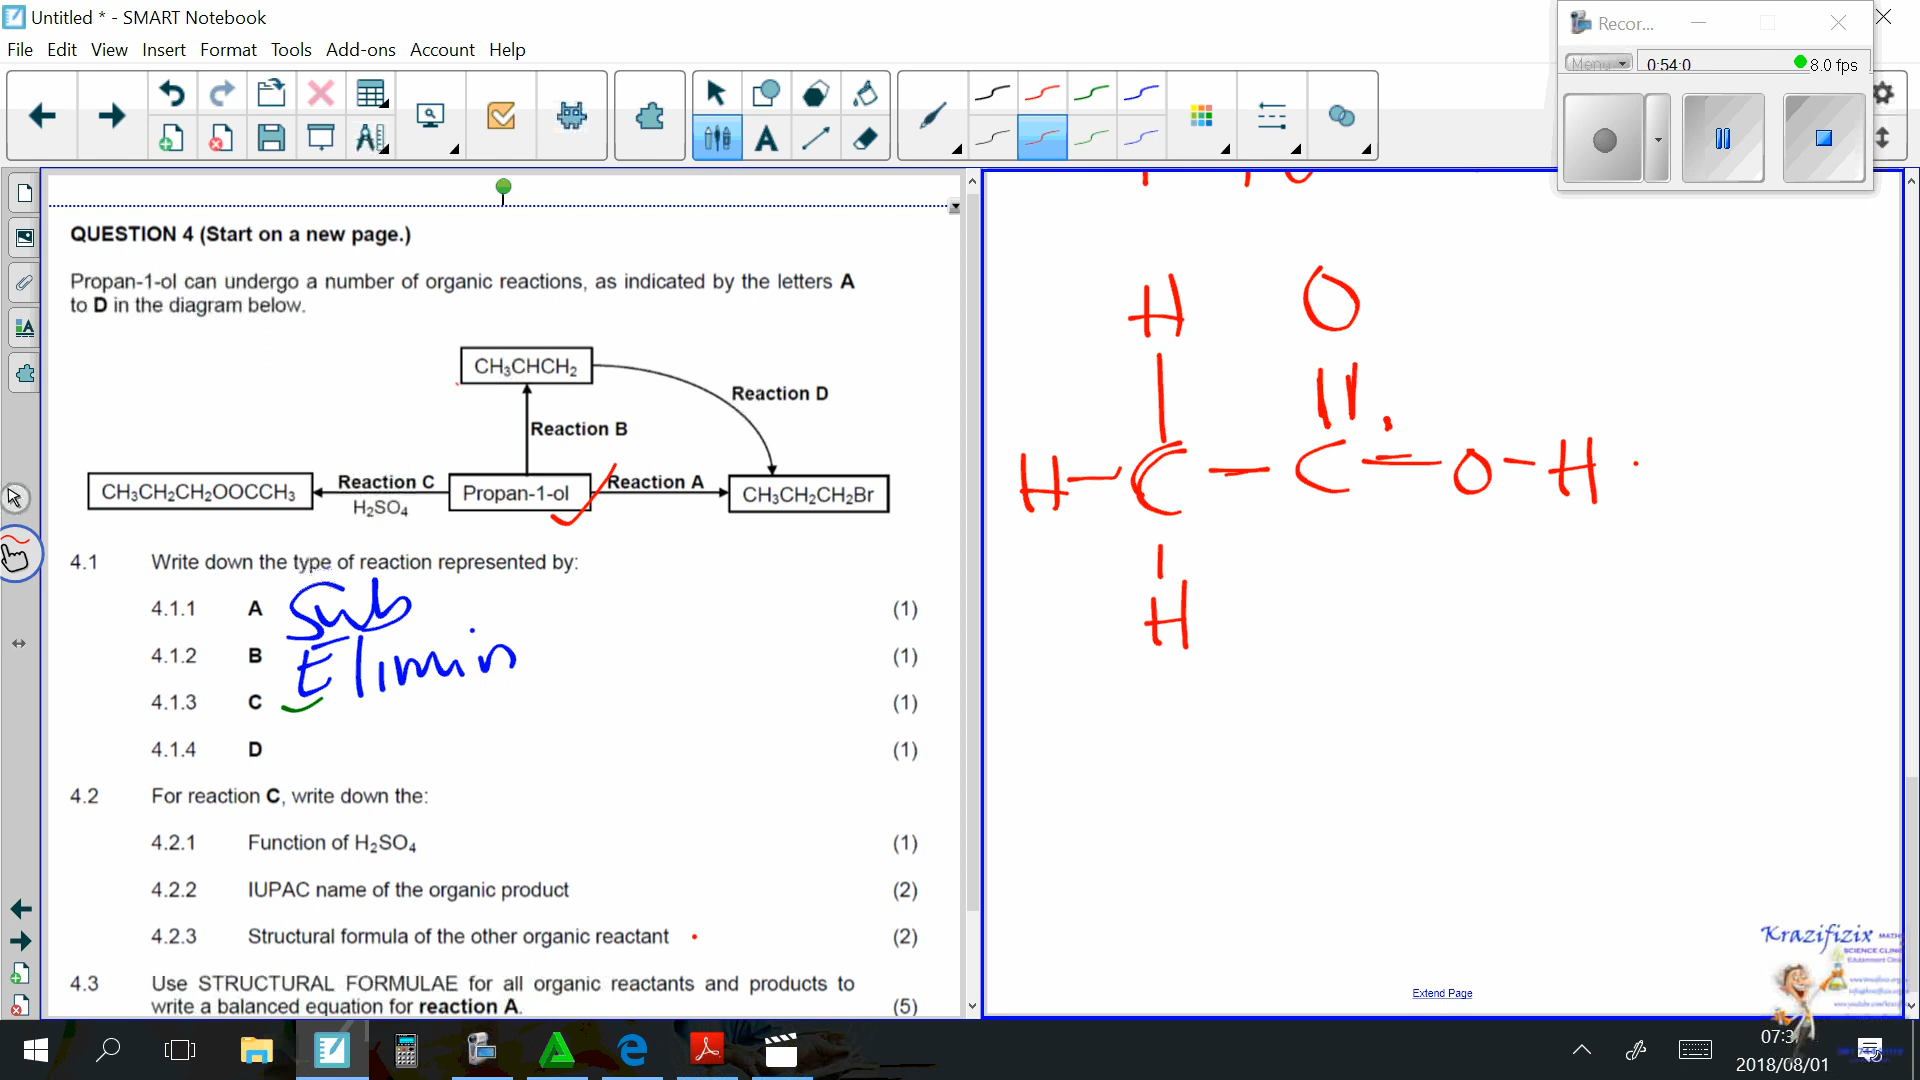 Untitled * - SMART Notebook
File Edit View Insert Format Tools Add-ons Account Help
Recor...
Menu 0:54:0 8.0 fps
QUESTION 4 (Start on a new page.)
Propan-1-ol can undergo a number of organic reactions, as indicated by the letters A
to D in the diagram below.
CH₃CHCH₂
Reaction D
Reaction B
CH₃CH₂CH₂OOCCH₃
Reaction C
H₂SO₄
Propan-1-ol
Reaction A
CH₃CH₂CH₂Br
4.1 Write down the type of reaction represented by:
4.1.1 A Sub (1)
4.1.2 B Elimin (1)
4.1.3 C (1)
4.1.4 D (1)
4.2 For reaction C, write down the:
4.2.1 Function of H₂SO₄ (1)
4.2.2 IUPAC name of the organic product (2)
4.2.3 Structural formula of the other organic reactant (2)
4.3 Use STRUCTURAL FORMULAE for all organic reactants and products to
write a balanced equation for reaction A. (5)
H O
H C C O H
H
Krazifizix MATH
SCIENCE CLINIC
Extend Page
2018/08/01